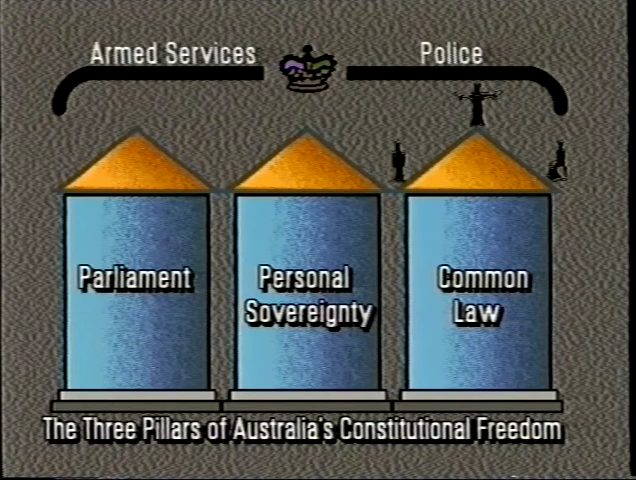 Armed Services
Police
Parliament
Personal
Sovereignty
Common
Law
The Three Pillars of Australia's Constitutional Freedom